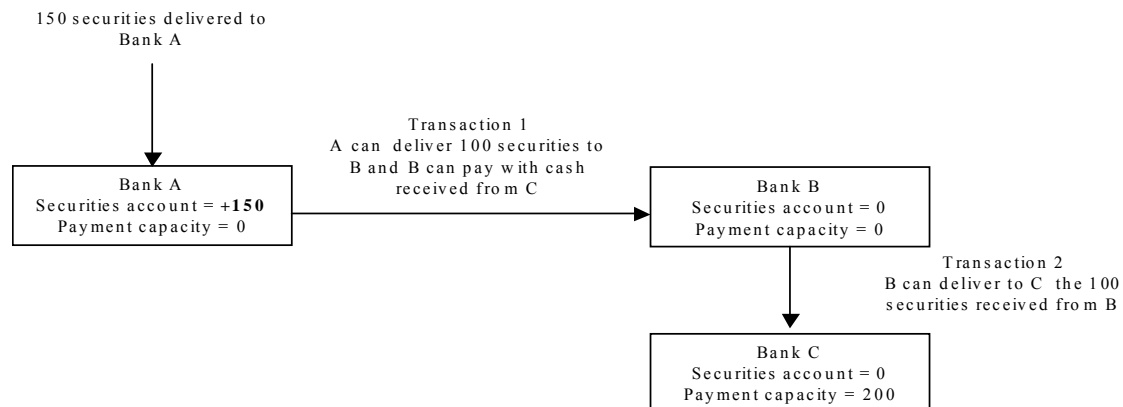 150 securities delivered to
Bank A
Transaction 1
A can deliver 100 securities to
B and B can pay with cash
received from C
Bank A
Securities account = +150
Payment capacity = 0
Bank B
Securities account = 0
Payment capacity = 0
Transaction 2
B can deliver to C the 100
securities received from B
Bank C
Securities account = 0
Payment capacity = 200